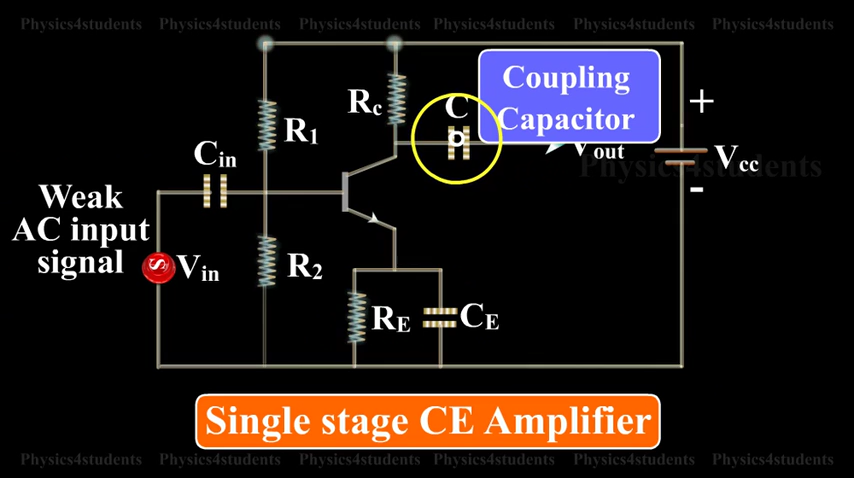 Physics4students Physics4students Physics4students Physics4students Physics4students Physics4students
Coupling
Capacitor
Rc
C
+
R1
Vout
Cin
Vcc
Physics4students
-
Weak
AC input
signal
Vin
R2
RE
CE
Single stage CE Amplifier
Physics4students Physics4students Physics4students Physics4students Physics4students Physics4students